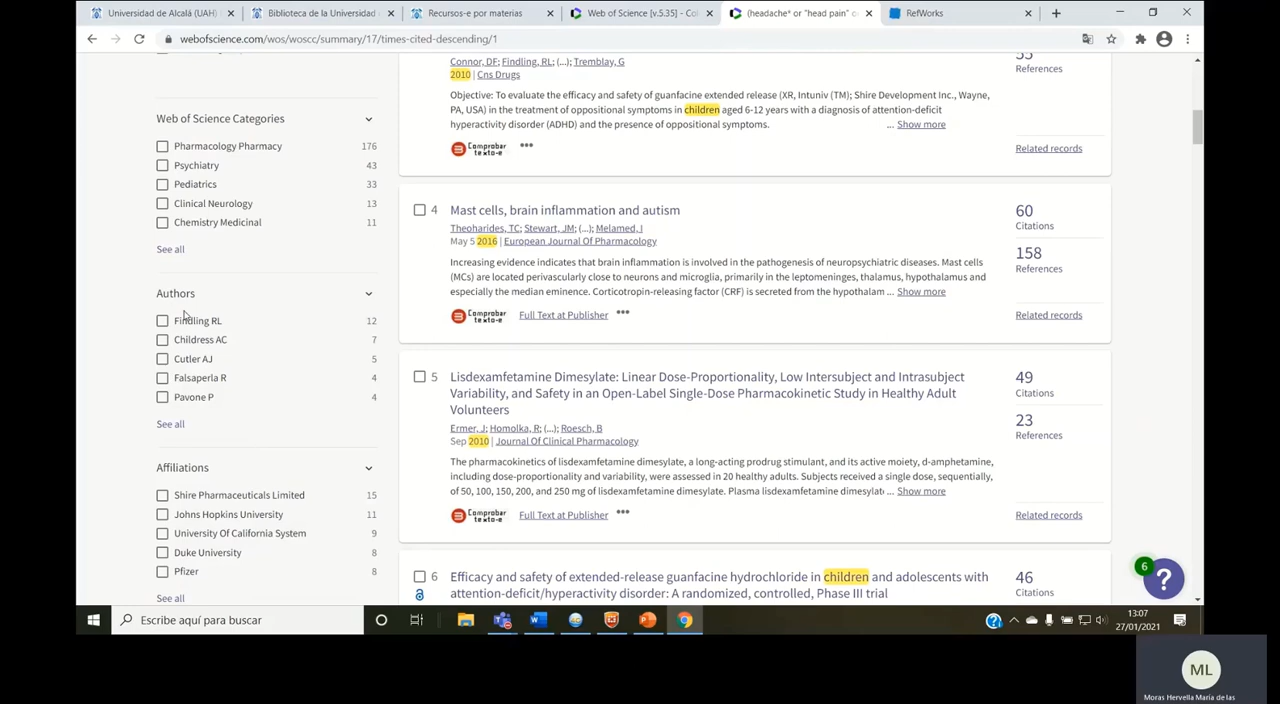 Universidad de Alcalá (UAH)
Biblioteca de la Universidad
Recursos-e por materias
Web of Science [v.5.35] - Co
(headache* or "head pain" o
RefWorks
webofscience.com/wos/woscc/summary/17/times-cited-descending/1
Web of Science Categories
Pharmacology Pharmacy 176
Psychiatry 43
Pediatrics 33
Clinical Neurology 13
Chemistry Medicinal 11
See all
Authors
Findling RL 12
Childress AC 7
Cutler AJ 5
Falsaperla R 4
Pavone P 4
See all
Affiliations
Shire Pharmaceuticals Limited 15
Johns Hopkins University 11
University Of California System 9
Duke University 8
Pfizer 8
See all
Connor, DF; Findling, RL; (...); Tremblay, G
2010 | Cns Drugs
Objective: To evaluate the efficacy and safety of guanfacine extended release (XR, Intuniv (TM); Shire Development Inc., Wayne,
PA, USA) in the treatment of oppositional symptoms in children aged 6-12 years with a diagnosis of attention-deficit
hyperactivity disorder (ADHD) and the presence of oppositional symptoms. ... Show more
Comprobar
texto-e
55
References
Related records
4 Mast cells, brain inflammation and autism
Theoharides, TC; Stewart, JM; (...); Melamed, I
May 5 2016 | European Journal Of Pharmacology
Increasing evidence indicates that brain inflammation is involved in the pathogenesis of neuropsychiatric diseases. Mast cells
(MCs) are located perivascularly close to neurons and microglia, primarily in the leptomeninges, thalamus, hypothalamus and
especially the median eminence. Corticotropin-releasing factor (CRF) is secreted from the hypothalam ... Show more
Comprobar
texto-e
Full Text at Publisher
60
Citations
158
References
Related records
5 Lisdexamfetamine Dimesylate: Linear Dose-Proportionality, Low Intersubject and Intrasubject
Variability, and Safety in an Open-Label Single-Dose Pharmacokinetic Study in Healthy Adult
Volunteers
Ermer, J; Homolka, R; (...); Roesch, B
Sep 2010 | Journal Of Clinical Pharmacology
The pharmacokinetics of lisdexamfetamine dimesylate, a long-acting prodrug stimulant, and its active moiety, d-amphetamine,
including dose-proportionality and variability, were assessed in 20 healthy adults. Subjects received a single dose, sequentially,
of 50, 100, 150, 200, and 250 mg of lisdexamfetamine dimesylate. Plasma lisdexamfetamine dimesylat ... Show more
Comprobar
texto-e
Full Text at Publisher
49
Citations
23
References
Related records
6 Efficacy and safety of extended-release guanfacine hydrochloride in children and adolescents with
attention-deficit/hyperactivity disorder: A randomized, controlled, Phase III trial
46
Citations
6
?
Escribe aquí para buscar
13:07
27/01/2021
ML
Moras Hervella Maria de las